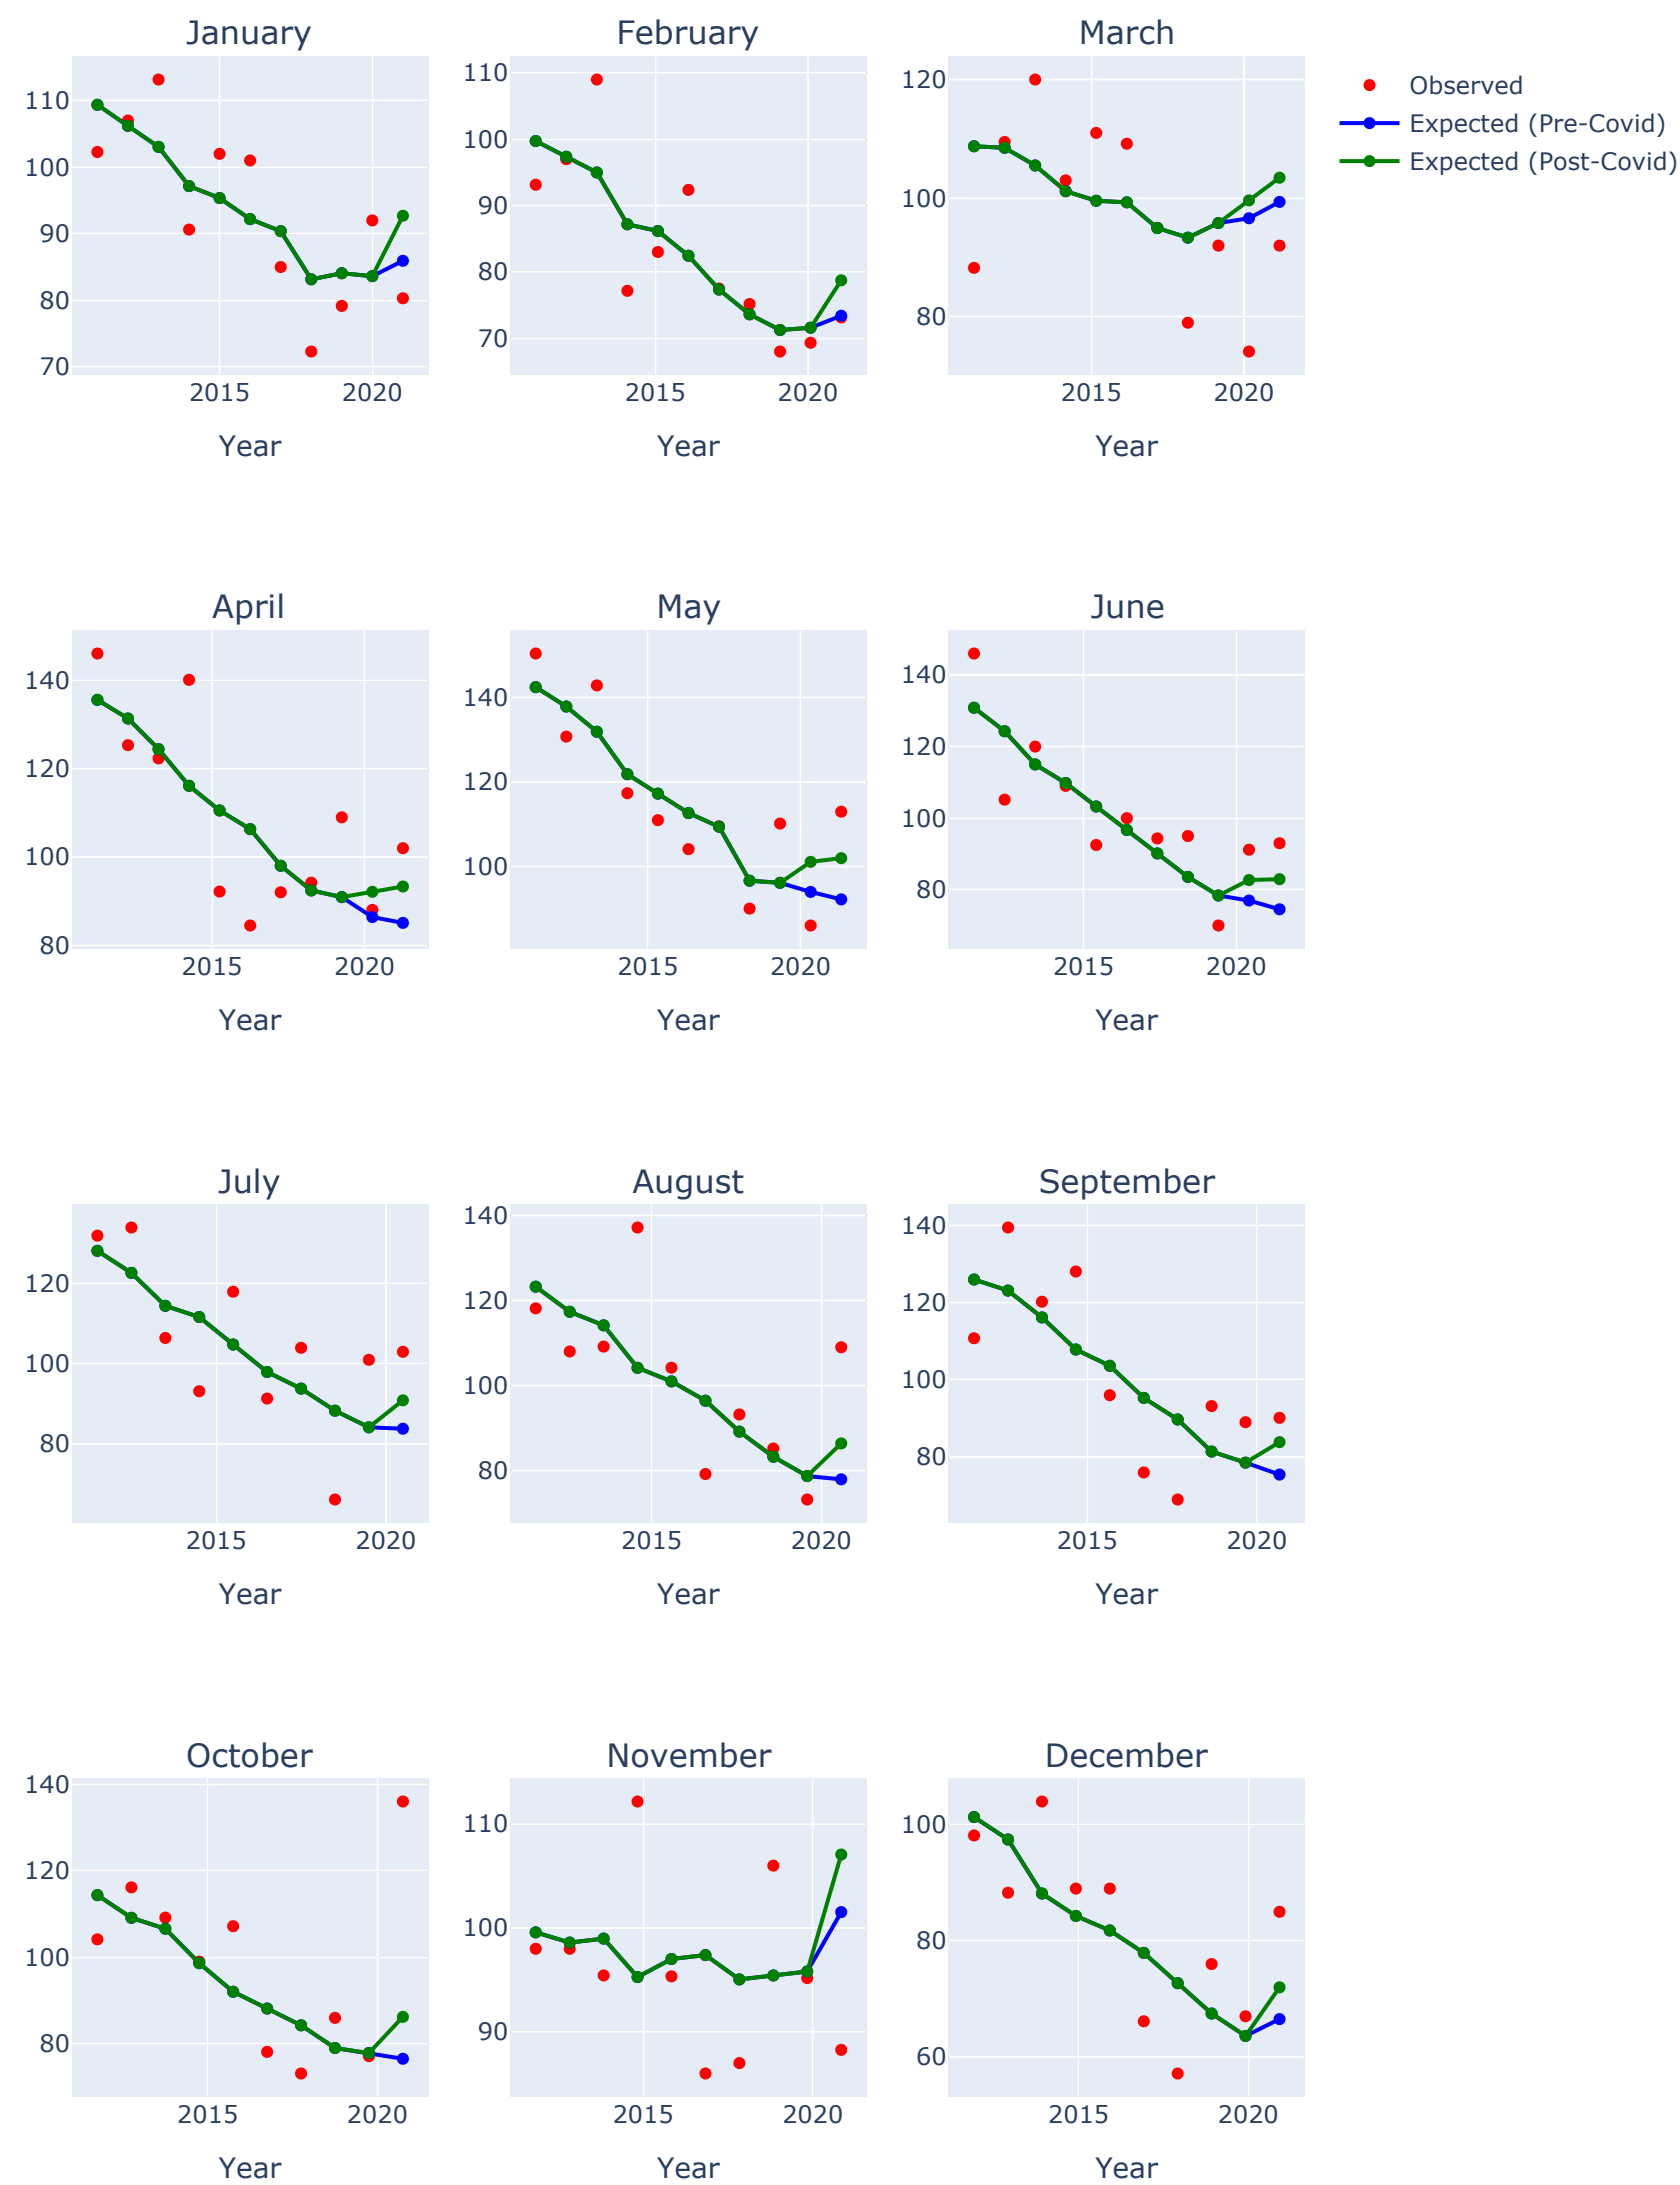 January
February
March
110
100
90
80
70
2015
2020
Year
110
100
90
80
70
2015
2020
Year
120
100
80
2015
2020
Year
Observed
Expected (Pre-Covid)
Expected (Post-Covid)
April
May
June
140
120
100
80
2015
2020
Year
140
120
100
2015
2020
Year
140
120
100
80
2015
2020
Year
July
August
September
120
100
80
2015
2020
Year
140
120
100
80
2015
2020
Year
140
120
100
80
2015
2020
Year
October
November
December
140
120
100
80
2015
2020
Year
110
100
90
2015
2020
Year
100
80
60
2015
2020
Year